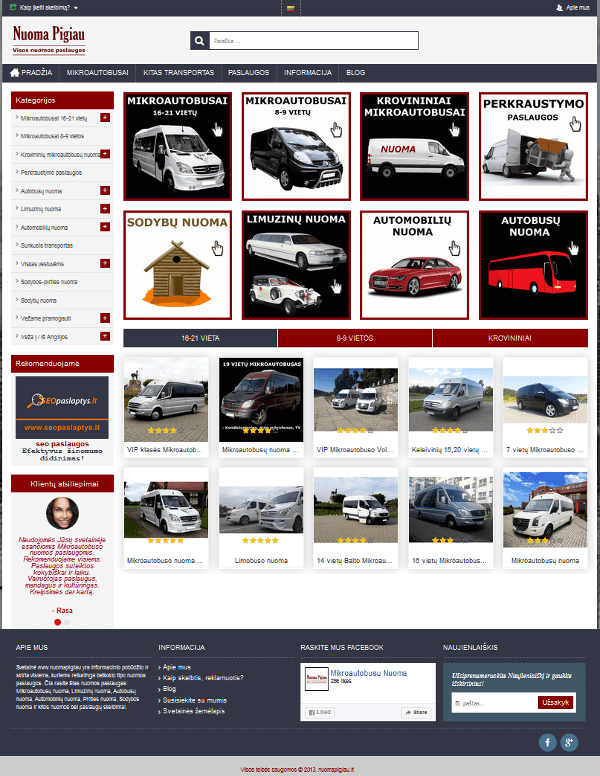 Kaip įkelti skelbimą?
Apie mus
Nuoma Pigiau
Visos nuomos paslaugos
Paieška ...
PRADŽIA
MIKROAUTOBUSAI
KITAS TRANSPORTAS
PASLAUGOS
INFORMACIJA
BLOG
Kategorijos
Mikroautobusai 16-21 vietų
Mikroautobusai 8-9 vietos
Krovininių mikroautobusų nuoma
Perkraustymo paslaugos
Autobusų nuoma
Limuzinų nuoma
Automobilių nuoma
Sunkusis transportas
Viskas vestuvėms
Sodybos-pirties nuoma
Sodybų nuoma
Vežame pramogauti
Veža Į / Iš Anglijos
MIKROAUTOBUSAI
16-21 VIETŲ
MIKROAUTOBUSAI
8-9 VIETŲ
KROVININIAI
MIKROAUTOBUSAI
NUOMA
PERKRAUSTYMO
PASLAUGOS
SODYBŲ NUOMA
LIMUZINŲ NUOMA
AUTOMOBILIŲ
NUOMA
AUTOBUSŲ
NUOMA
16-21 VIETA
8-9 VIETOS
KROVININIAI
VIP klasės Mikroautob...
19 VIETŲ MIKROAUTOBUSAS
Mikroautobusų nuoma ...
VIP Mikroautobuso Vol...
Keleivinių 16,20 vietų ...
7 vietų Mikroautobuso ...
Mikroautobuso nuoma ...
Limobuso nuoma
14 vietų Balto Mikroau...
16 vietų Mikroautobus...
Mikroautobusų nuoma
Rekomenduojame
SEOpaslaptys.lt
www.seopaslaptys.lt
seo paslaugos
Efektyvus žinomumo
didinimas!
Klientų atsiliepimai
Naudojomės Jūsų svetainėje
esančiomis Mikroautobuso
nuomos paslaugomis.
Rekomenduojame visiems.
Paslaugos suteiktos
kokybiškai ir laiku.
Vairuotojas paslaugus,
mandagus ir kultūringas.
Kreipsimės dar kartą.
- Rasa
APIE MUS
Svetainė www.nuomapigiau yra informacinio pobūdžio ir
skirta visiems, kuriems reikalinga betkokio tipo nuomos
paslaugos. Čia rasite šias nuomos paslaugas:
Mikroautobusų nuoma, Limuzinų nuoma, Autobusų
nuoma, Automobilių nuoma, Pirties nuoma, Sodybos
nuoma ir kitos nuomos bei paslaugų skelbimai.
INFORMACIJA
Apie mus
Kaip skelbtis, reklamuotis?
Blog
Susisiekite su mumis
Svetainės žemėlapis
RASKITE MUS FACEBOOK
Nuoma Pigiau
Mikroautobusu Nuoma
Liked
Share
NAUJIENLAIŠKIS
Užsiprenumeruokite Naujienlaiškį ir gaukite
išskirtinius!
El. paštas...
Užsakyk
Visos teisės saugomos © 2013, nuomapigiau.lt